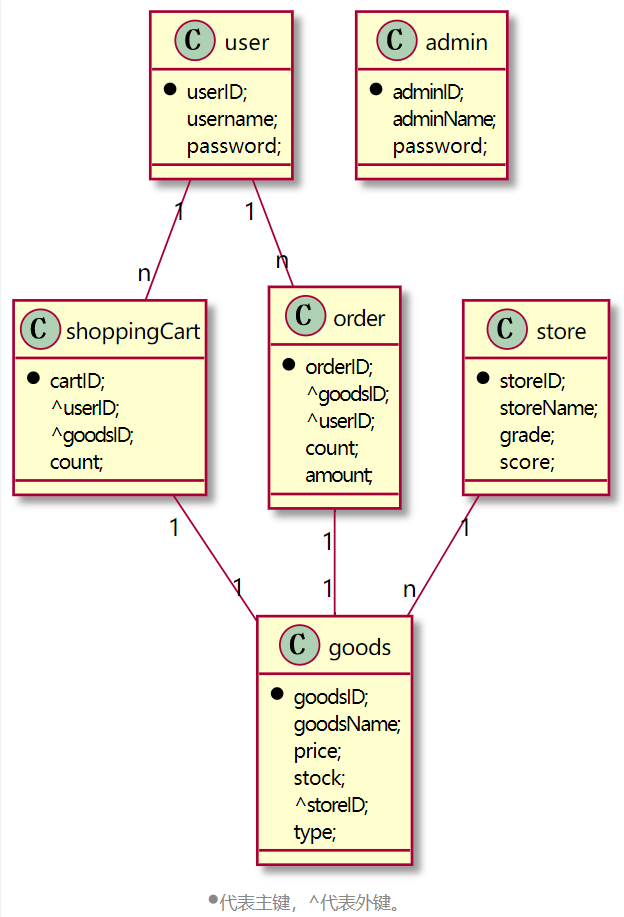 C user
● userID;
username;
password;
C admin
● adminID;
adminName;
password;
1
1
n
n
C shoppingCart
● cartID;
^userID;
^goodsID;
count;
C order
● orderID;
^goodsID;
^userID;
count;
amount;
C store
● storeID;
storeName;
grade;
score;
1
1
1
1
1
n
C goods
● goodsID;
goodsName;
price;
stock;
^storeID;
type;
●代表主键，^代表外键。